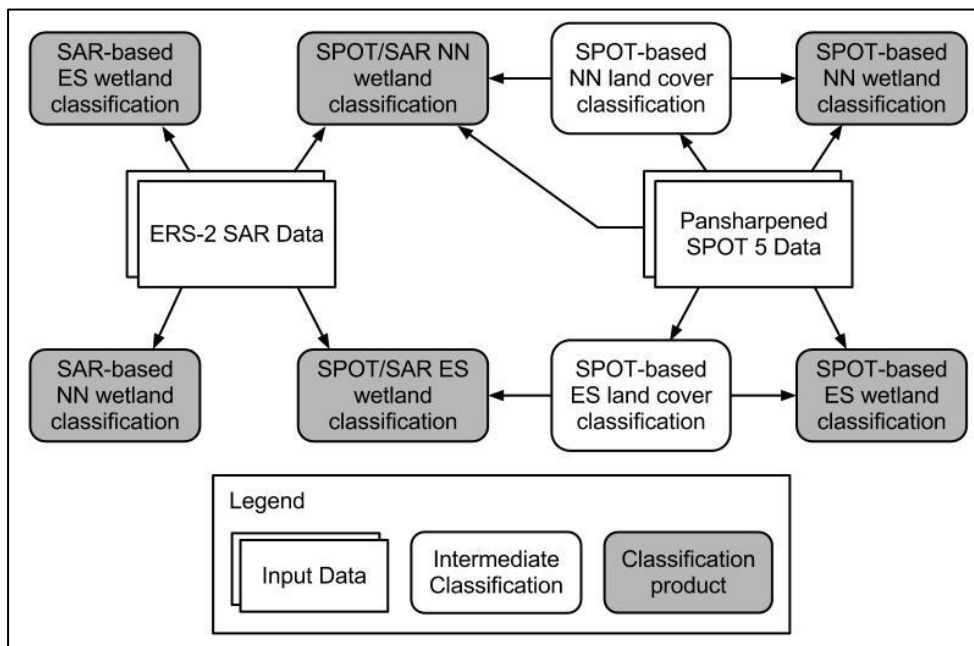 SAR-based
ES wetland
classification
SPOT/SAR NN
wetland
classification
SPOT-based
NN land cover
classification
SPOT-based
NN wetland
classification
ERS-2 SAR Data
Pansharpened
SPOT 5 Data
SAR-based
NN wetland
classification
SPOT/SAR ES
wetland
classification
SPOT-based
ES land cover
classification
SPOT-based
ES wetland
classification
Legend
Input Data
Intermediate
Classification
Classification
product